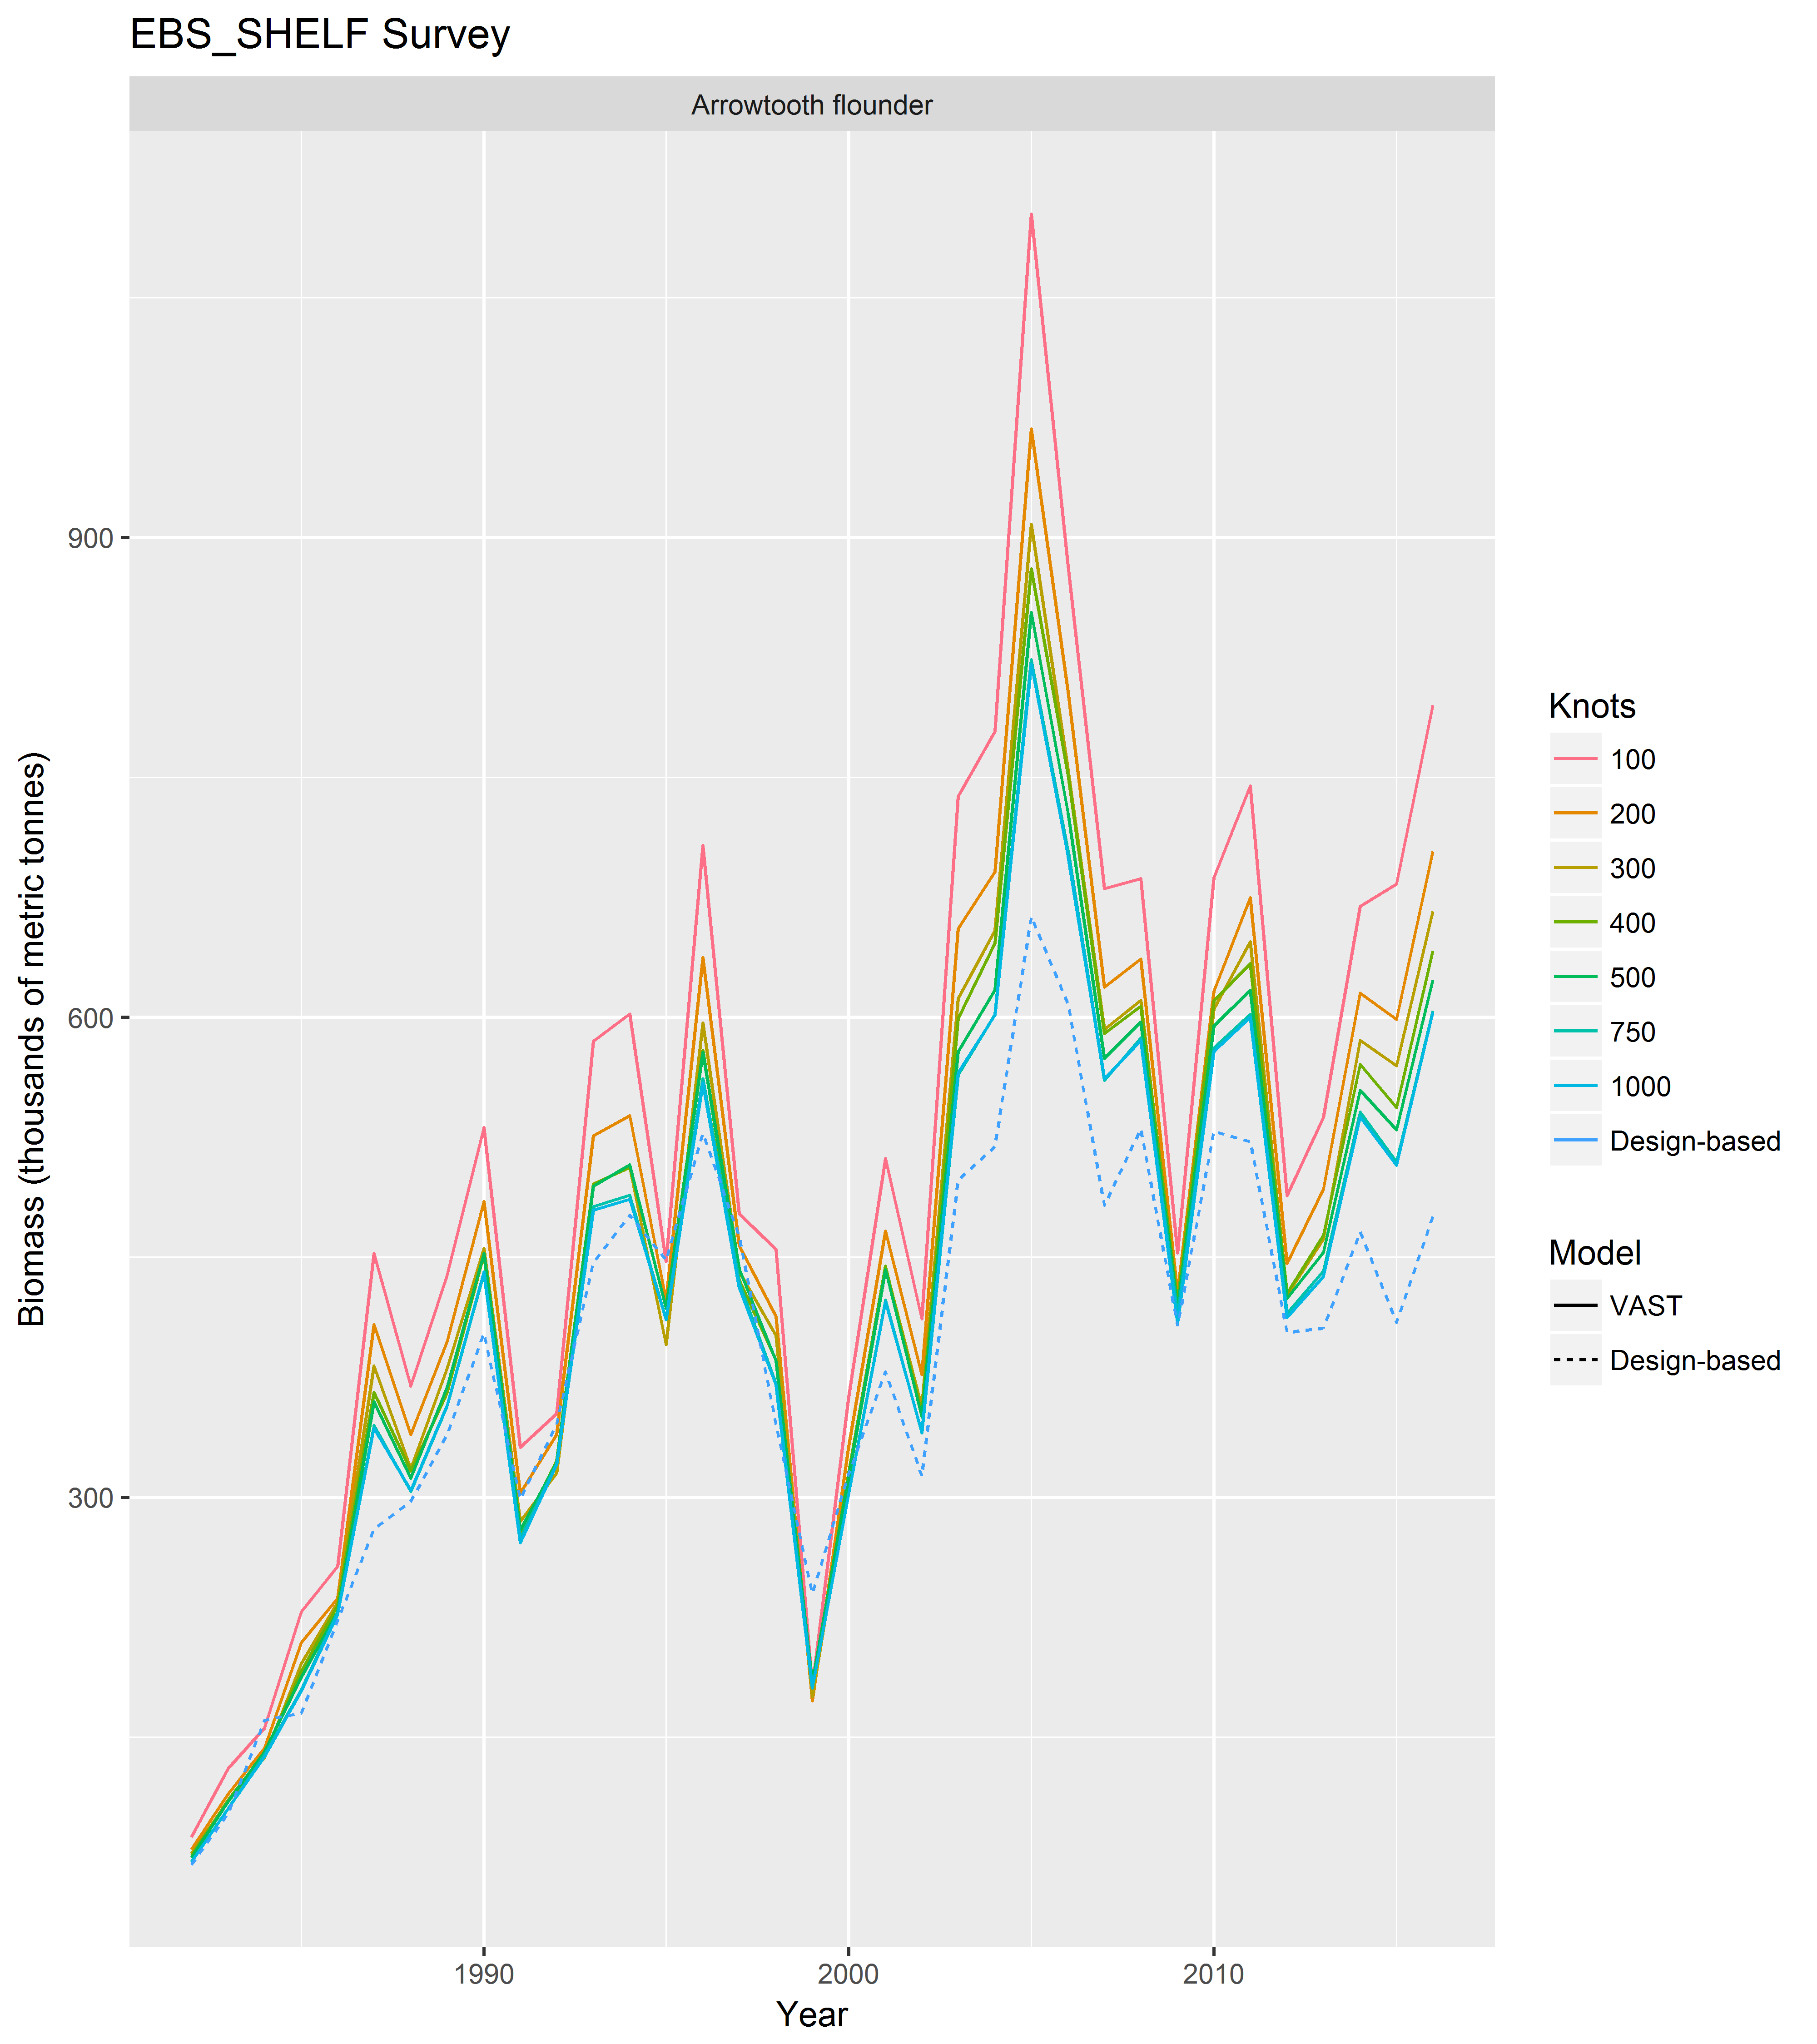 EBS_SHELF Survey
Arrowtooth flounder
Biomass (thousands of metric tonnes)
900
600
300
1990
2000
2010
Year
Knots
100
200
300
400
500
750
1000
Design-based
Model
VAST
Design-based